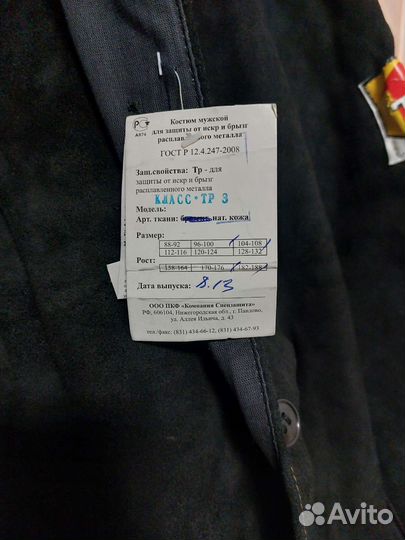 АЯ74
Костюм мужской
для защиты от искр и брызг
расплавленного металла
ГОСТ Р 12.4.247-2008
Защ.свойства: Тр - для
защиты от искр и брызг
расплавленного металла
КЛАСС-ТР 3
Модель:
Арт. ткани: нат. кожа
Размер:
88-92 96-100 104-108
112-116 120-124 128-132
Рост:
158-164 170-176 182-188
Дата выпуска: 8.13
ООО ПКФ «Компания Спецзащита»
РФ, 606104, Нижегородская обл., г. Павлово,
ул. Аллея Ильича, д. 43
тел./факс: (831) 434-66-12, (831) 434-67-93
Avito